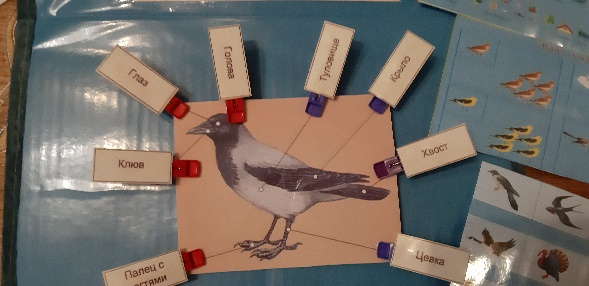 Глаз
Голова
Туловище
Крыло
Клюв
Хвост
Палец с
Цевка